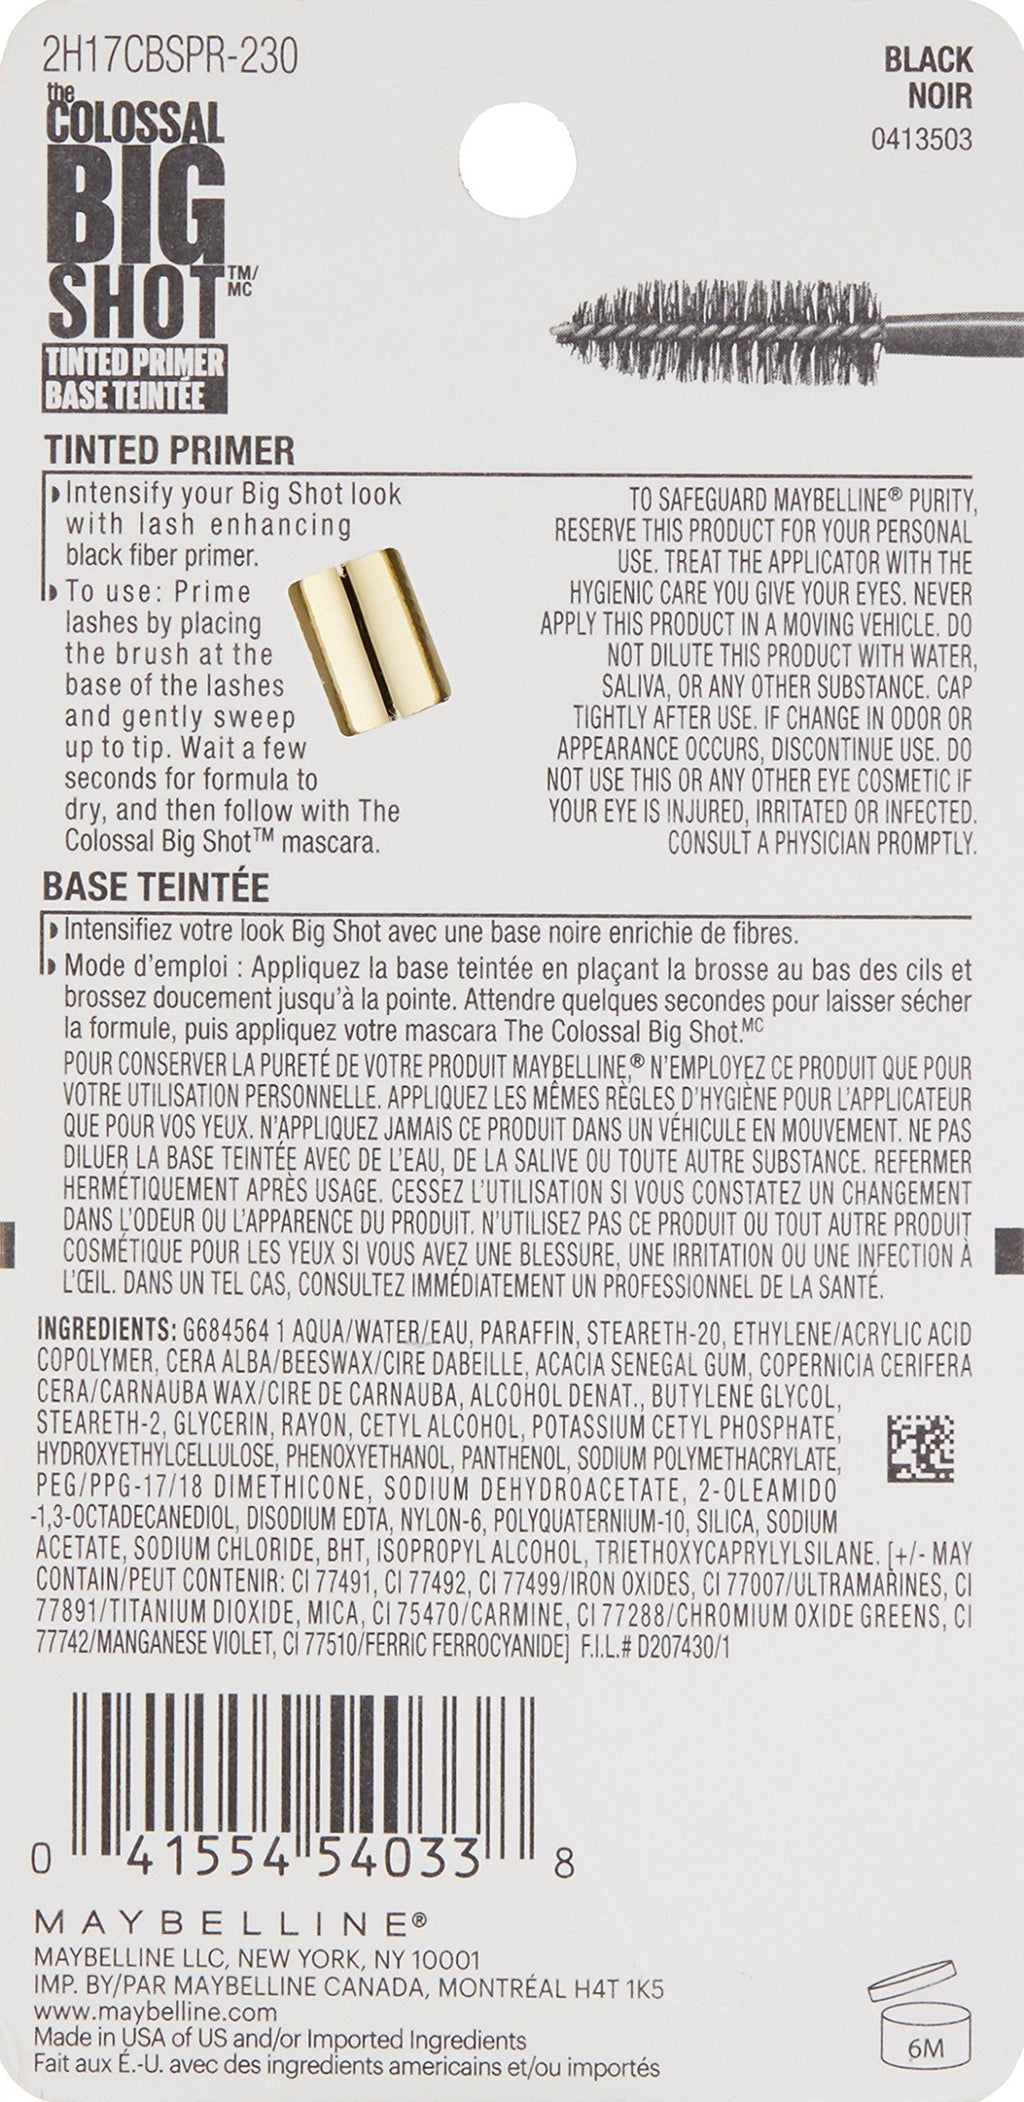 2H17CBSPR-230
BLACK
NOIR
0413503
the
COLOSSAL
BIG
SHOT TM/
MC
TINTED PRIMER
BASE TEINTÉE
TINTED PRIMER
Intensify your Big Shot look
with lash enhancing
black fiber primer.
To use: Prime
lashes by placing
the brush at the
base of the lashes
and gently sweep
up to tip. Wait a few
seconds for formula to
dry, and then follow with The
Colossal Big Shot™ mascara.
TO SAFEGUARD MAYBELLINE® PURITY,
RESERVE THIS PRODUCT FOR YOUR PERSONAL
USE. TREAT THE APPLICATOR WITH THE
HYGIENIC CARE YOU GIVE YOUR EYES. NEVER
APPLY THIS PRODUCT IN A MOVING VEHICLE. DO
NOT DILUTE THIS PRODUCT WITH WATER,
SALIVA, OR ANY OTHER SUBSTANCE. CAP
TIGHTLY AFTER USE. IF CHANGE IN ODOR OR
APPEARANCE OCCURS, DISCONTINUE USE. DO
NOT USE THIS OR ANY OTHER EYE COSMETIC IF
YOUR EYE IS INJURED, IRRITATED OR INFECTED.
CONSULT A PHYSICIAN PROMPTLY.
BASE TEINTÉE
Intensifiez votre look Big Shot avec une base noire enrichie de fibres.
Mode d'emploi : Appliquez la base teintée en plaçant la brosse au bas des cils et
brossez doucement jusqu'à la pointe. Attendre quelques secondes pour laisser sécher
la formule, puis appliquez votre mascara The Colossal Big Shot.MC
POUR CONSERVER LA PURETÉ DE VOTRE PRODUIT MAYBELLINE,® N'EMPLOYEZ CE PRODUIT QUE POUR
VOTRE UTILISATION PERSONNELLE. APPLIQUEZ LES MÊMES RÈGLES D'HYGIÈNE POUR L'APPLICATEUR
QUE POUR VOS YEUX. N'APPLIQUEZ JAMAIS CE PRODUIT DANS UN VÉHICULE EN MOUVEMENT. NE PAS
DILUER LA BASE TEINTÉE AVEC DE L'EAU, DE LA SALIVE OU TOUTE AUTRE SUBSTANCE. REFERMER
HERMÉTIQUEMENT APRÈS USAGE. CESSEZ L'UTILISATION SI VOUS CONSTATEZ UN CHANGEMENT
DANS L'ODEUR OU L'APPARENCE DU PRODUIT. N'UTILISEZ PAS CE PRODUIT OU TOUT AUTRE PRODUIT
COSMÉTIQUE POUR LES YEUX SI VOUS AVEZ UNE BLESSURE, UNE IRRITATION OU UNE INFECTION À
L'ŒIL. DANS UN TEL CAS, CONSULTEZ IMMÉDIATEMENT UN PROFESSIONNEL DE LA SANTÉ.
INGREDIENTS: G684564 1 AQUA/WATER/EAU, PARAFFIN, STEARETH-20, ETHYLENE/ACRYLIC ACID
COPOLYMER, CERA ALBA/BEESWAX/CIRE DABEILLE, ACACIA SENEGAL GUM, COPERNICIA CERIFERA
CERA/CARNAUBA WAX/CIRE DE CARNAUBA, ALCOHOL DENAT., BUTYLENE GLYCOL,
STEARETH-2, GLYCERIN, RAYON, CETYL ALCOHOL, POTASSIUM CETYL PHOSPHATE,
HYDROXYETHYLCELLULOSE, PHENOXYETHANOL, PANTHENOL, SODIUM POLYMETHACRYLATE,
PEG/PPG-17/18 DIMETHICONE, SODIUM DEHYDROACETATE, 2-OLEAMIDO
-1,3-OCTADECANEDIOL, DISODIUM EDTA, NYLON-6, POLYQUATERNIUM-10, SILICA, SODIUM
ACETATE, SODIUM CHLORIDE, BHT, ISOPROPYL ALCOHOL, TRIETHOXYCAPRYLYLSILANE. [+/- MAY
CONTAIN/PEUT CONTENIR: CI 77491, CI 77492, CI 77499/IRON OXIDES, CI 77007/ULTRAMARINES, CI
77891/TITANIUM DIOXIDE, MICA, CI 75470/CARMINE, CI 77288/CHROMIUM OXIDE GREENS, CI
77742/MANGANESE VIOLET, CI 77510/FERRIC FERROCYANIDE] F.I.L.# D207430/1
0 41554 54033 8
MAYBELLINE®
MAYBELLINE LLC, NEW YORK, NY 10001
IMP. BY/PAR MAYBELLINE CANADA, MONTRÉAL H4T 1K5
www.maybelline.com
Made in USA of US and/or Imported Ingredients
Fait aux É.-U. avec des ingredients americains et/ou importés
6M